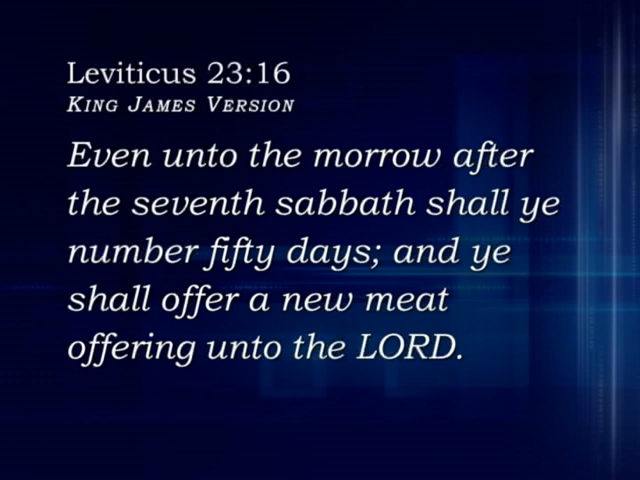 Leviticus 23:16
King James Version
Even unto the morrow after
the seventh sabbath shall ye
number fifty days; and ye
shall offer a new meat
offering unto the LORD.